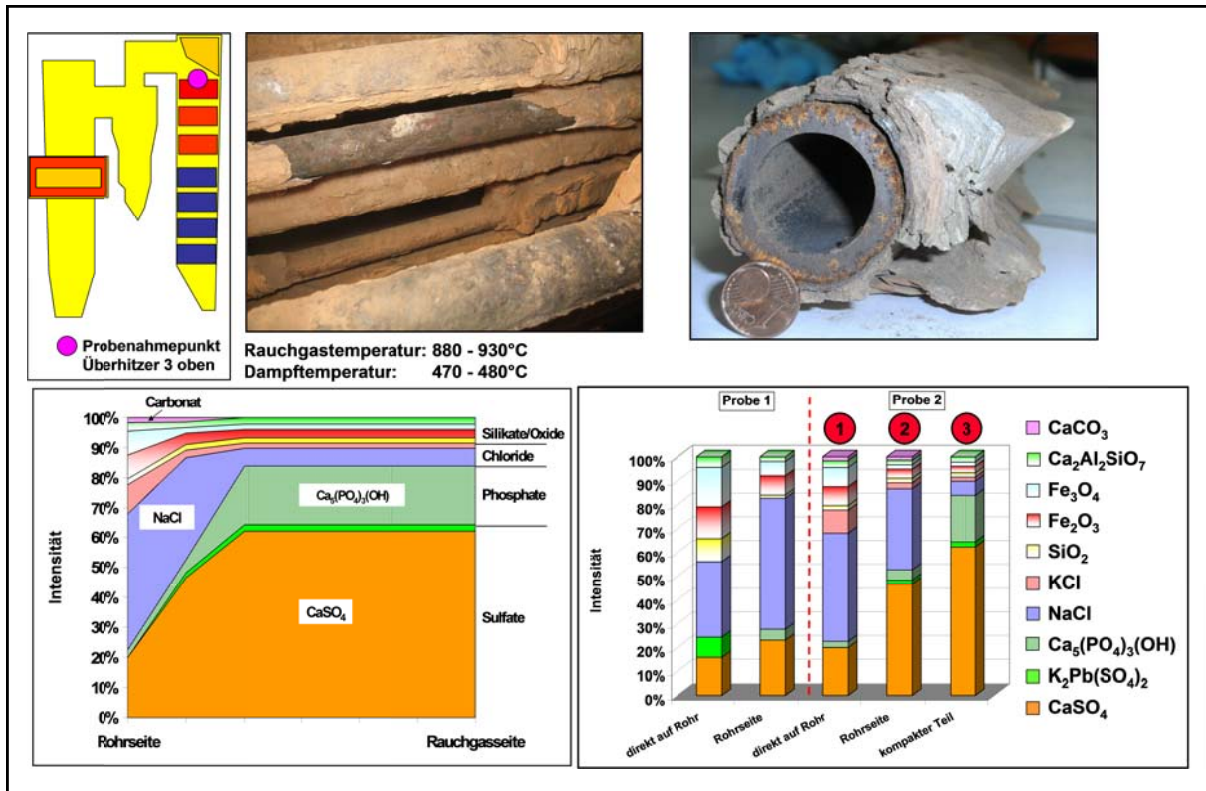 Probenahmepunkt
Überhitzer 3 oben
Rauchgastemperatur: 880 - 930°C
Dampftemperatur: 470 - 480°C
Carbonat
100%
90%
80%
70%
60%
50%
40%
30%
20%
10%
0%
Intensität
NaCl
Ca₅(PO₄)₃(OH)
CaSO₄
Silikate/Oxide
Chloride
Phosphate
Sulfate
Rohrseite
Rauchgasseite
Probe 1
Probe 2
1
2
3
100%
90%
80%
70%
60%
50%
40%
30%
20%
10%
0%
Intensität
direkt auf Rohr
Rohrseite
direkt auf Rohr
Rohrseite
kompakter Teil
CaCO₃
Ca₂Al₂SiO₇
Fe₃O₄
Fe₂O₃
SiO₂
KCl
NaCl
Ca₅(PO₄)₃(OH)
K₂Pb(SO₄)₂
CaSO₄